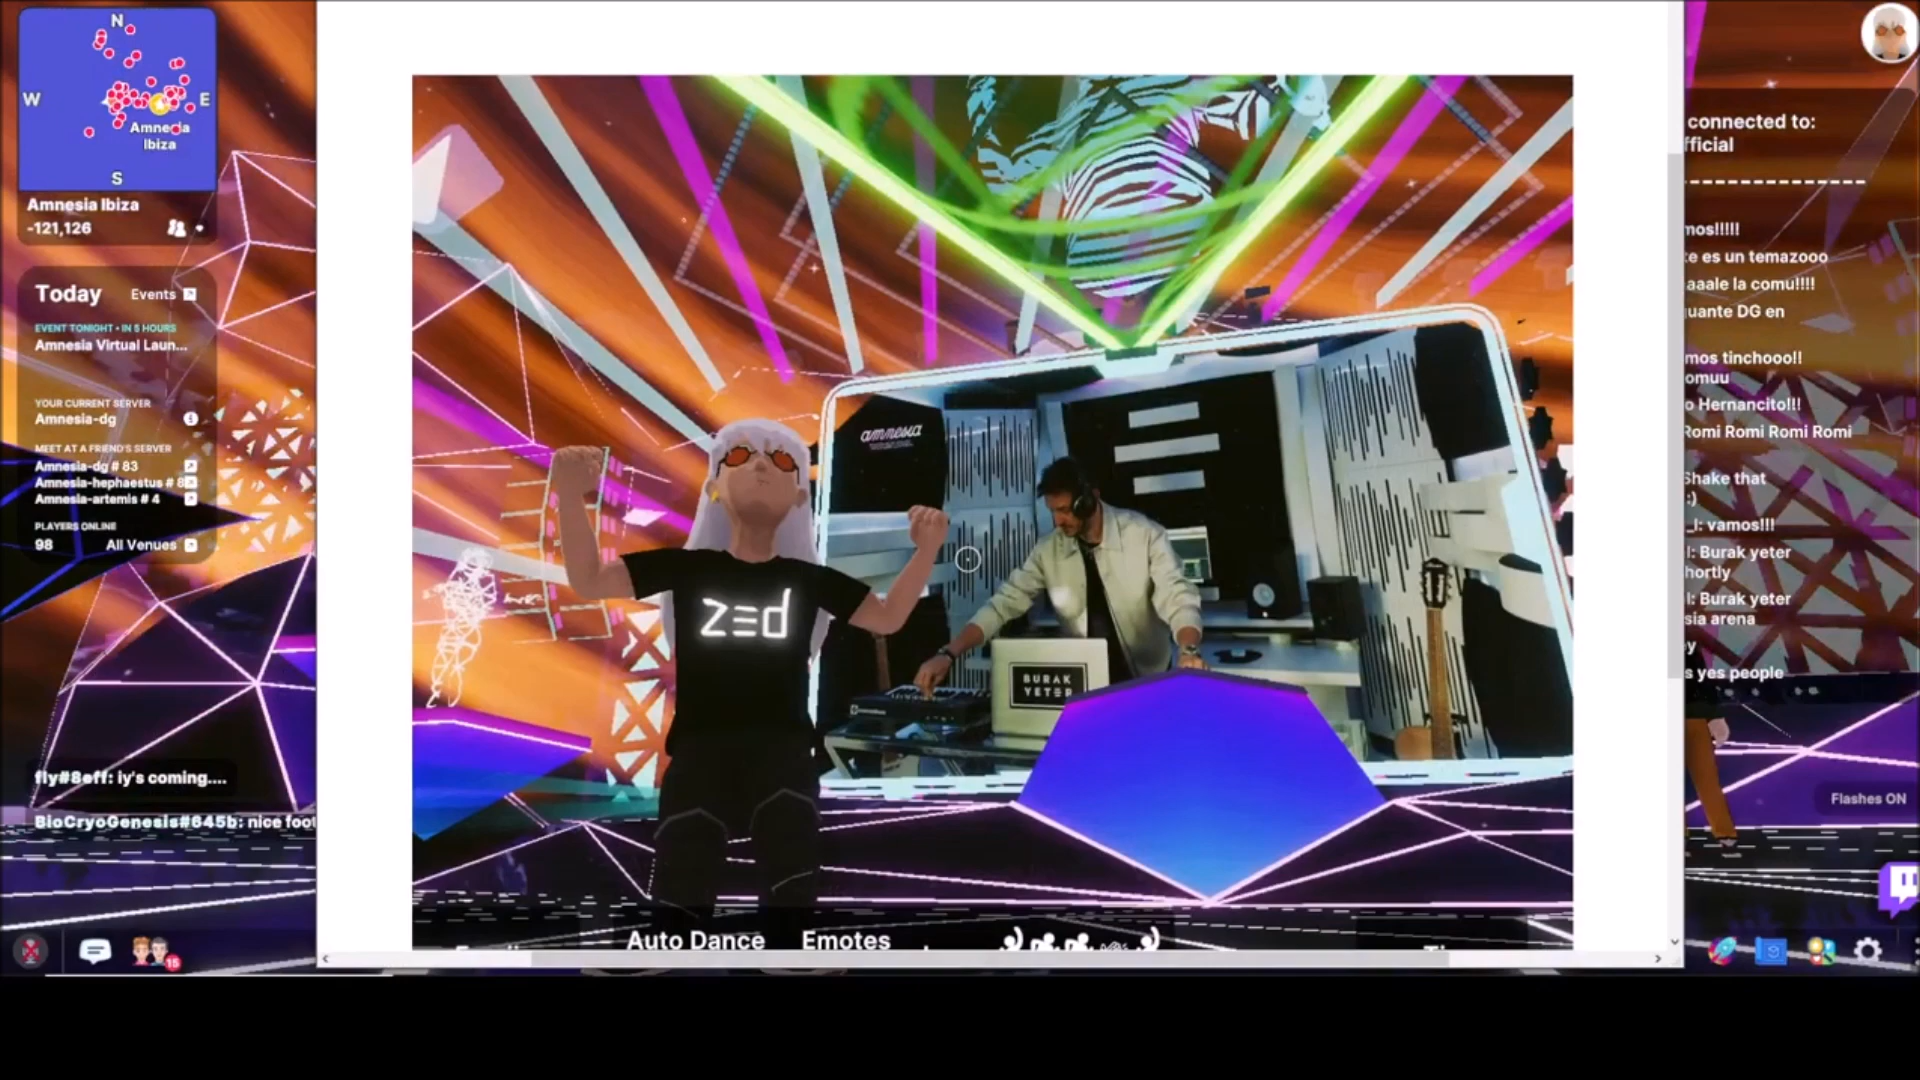 N
W
E
Amnesia
Ibiza
S
Amnesia Ibiza
-121,126
Today
Events
EVENT TONIGHT • IN 5 HOURS
Amnesia Virtual Laun...
YOUR CURRENT SERVER
Amnesia-dg
MEET AT A FRIEND'S SERVER
Amnesia-dg # 83
Amnesia-hephaestus # 8
Amnesia-artemis # 4
PLAYERS ONLINE
98
All Venues
fly#8eff: iy's coming....
BioCryoGenesis#645b: nice foot
15
amnesia
zed
BURAK
YETER
Auto Dance
Emotes
connected to:
fficial
mos!!!!!
te es un temazooo
aaale la comu!!!!
uante DG en
mos tinchooo!!
omuu
o Hernancito!!!
Romi Romi Romi Romi
Shake that
:)
_i: vamos!!!
l: Burak yeter
hortly
l: Burak yeter
sia arena
y
s yes people
Flashes ON